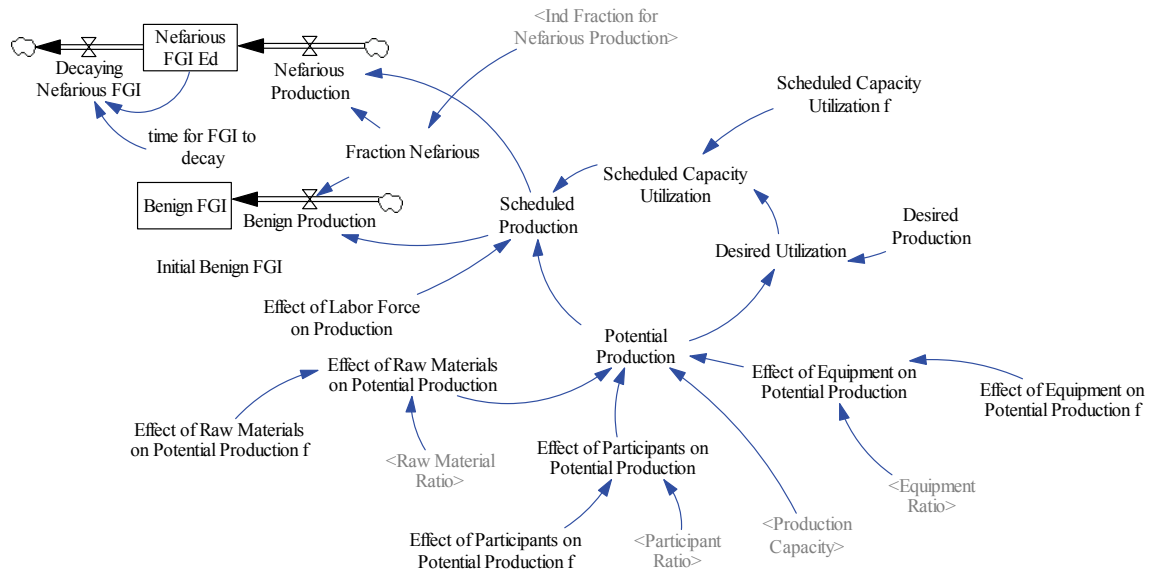 <Ind Fraction for
Nefarious Production>
Nefarious
FGI Ed
Decaying
Nefarious FGI
Nefarious
Production
time for FGI to
decay
Fraction Nefarious
Scheduled Capacity
Utilization f
Scheduled Capacity
Utilization
Benign FGI
Benign Production
Scheduled
Production
Desired
Production
Desired Utilization
Initial Benign FGI
Effect of Labor Force
on Production
Potential
Production
Effect of Raw Materials
on Potential Production
Effect of Equipment on
Potential Production
Effect of Equipment on
Potential Production f
Effect of Raw Materials
on Potential Production f
<Raw Material
Ratio>
Effect of Participants on
Potential Production
<Equipment
Ratio>
Effect of Participants on
Potential Production f
<Participant
Ratio>
<Production
Capacity>